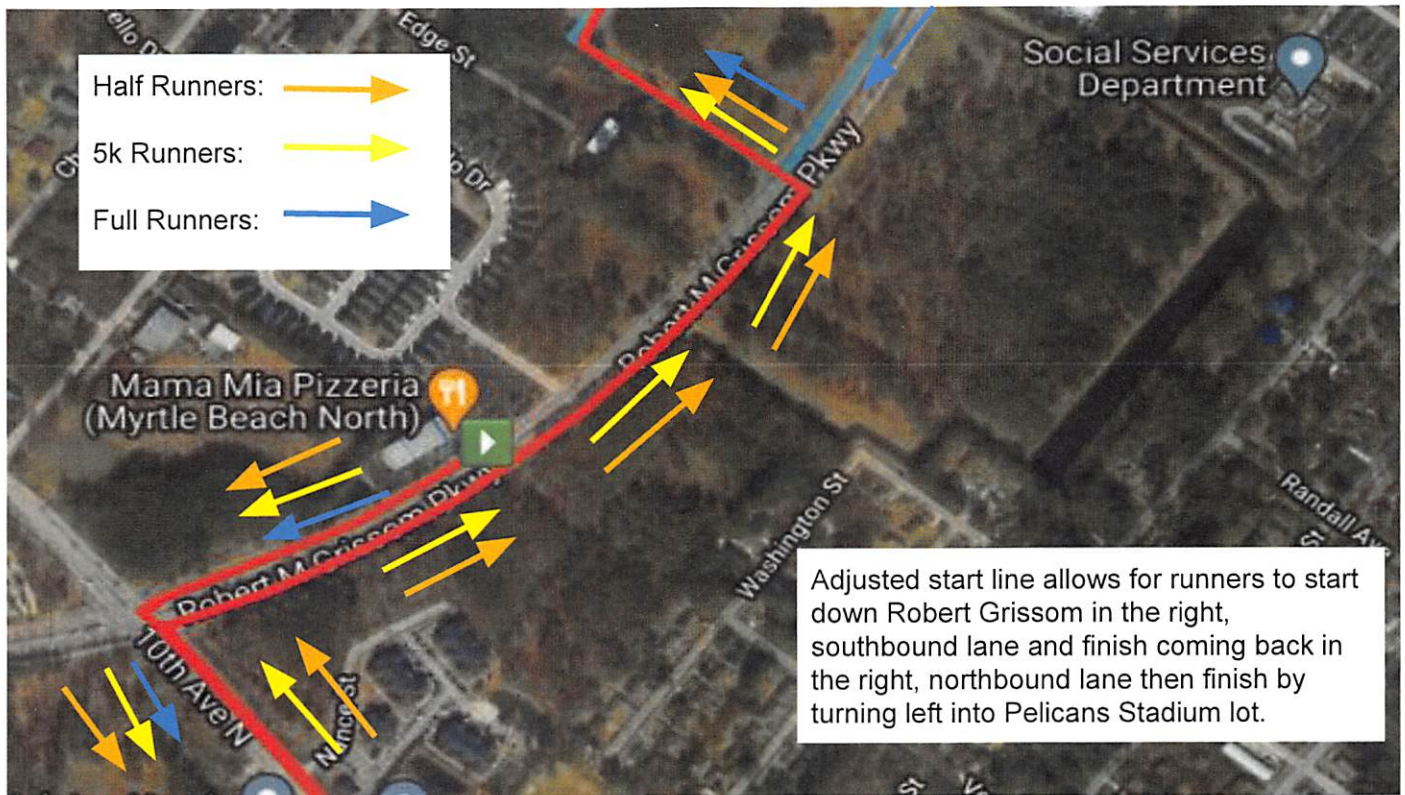 Edge St
Social Services
Department
Half Runners:
5k Runners:
Full Runners:
Pkwy
Robert M Grissom
Mama Mia Pizzeria
(Myrtle Beach North)
Robert M Grissom Pkwy
Washington St
Randall Ave
St
10th Ave N
Nance St
Adjusted start line allows for runners to start
down Robert Grissom in the right,
southbound lane and finish coming back in
the right, northbound lane then finish by
turning left into Pelicans Stadium lot.
St